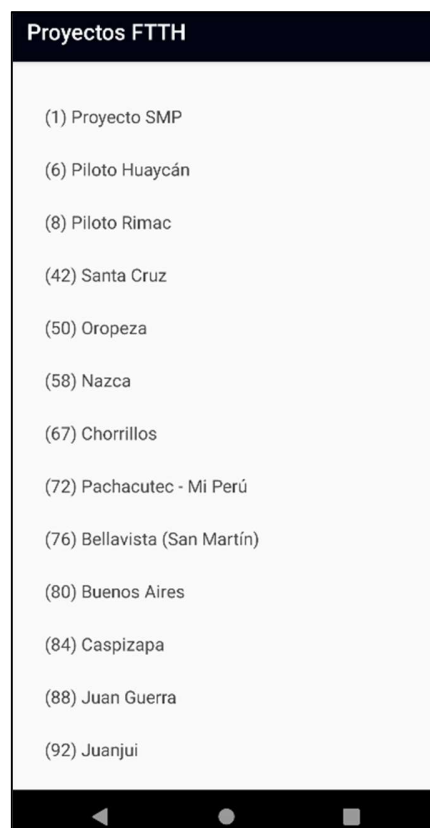 Proyectos FTTH
(1) Proyecto SMP
(6) Piloto Huaycán
(8) Piloto Rimac
(42) Santa Cruz
(50) Oropeza
(58) Nazca
(67) Chorrillos
(72) Pachacutec - Mi Perú
(76) Bellavista (San Martín)
(80) Buenos Aires
(84) Caspizapa
(88) Juan Guerra
(92) Juanjui